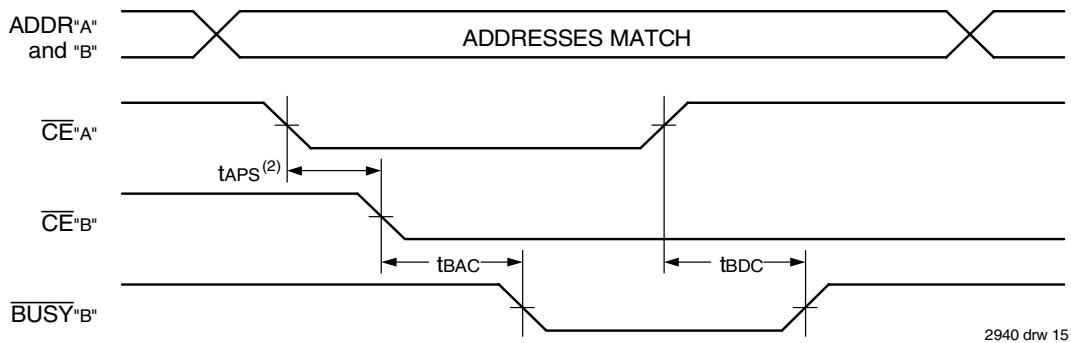 ADDR"A"
and "B"
ADDRESSES MATCH
CE"A"
tAPS(2)
CE"B"
tBAC
tBDC
BUSY"B"
2940 drw 15